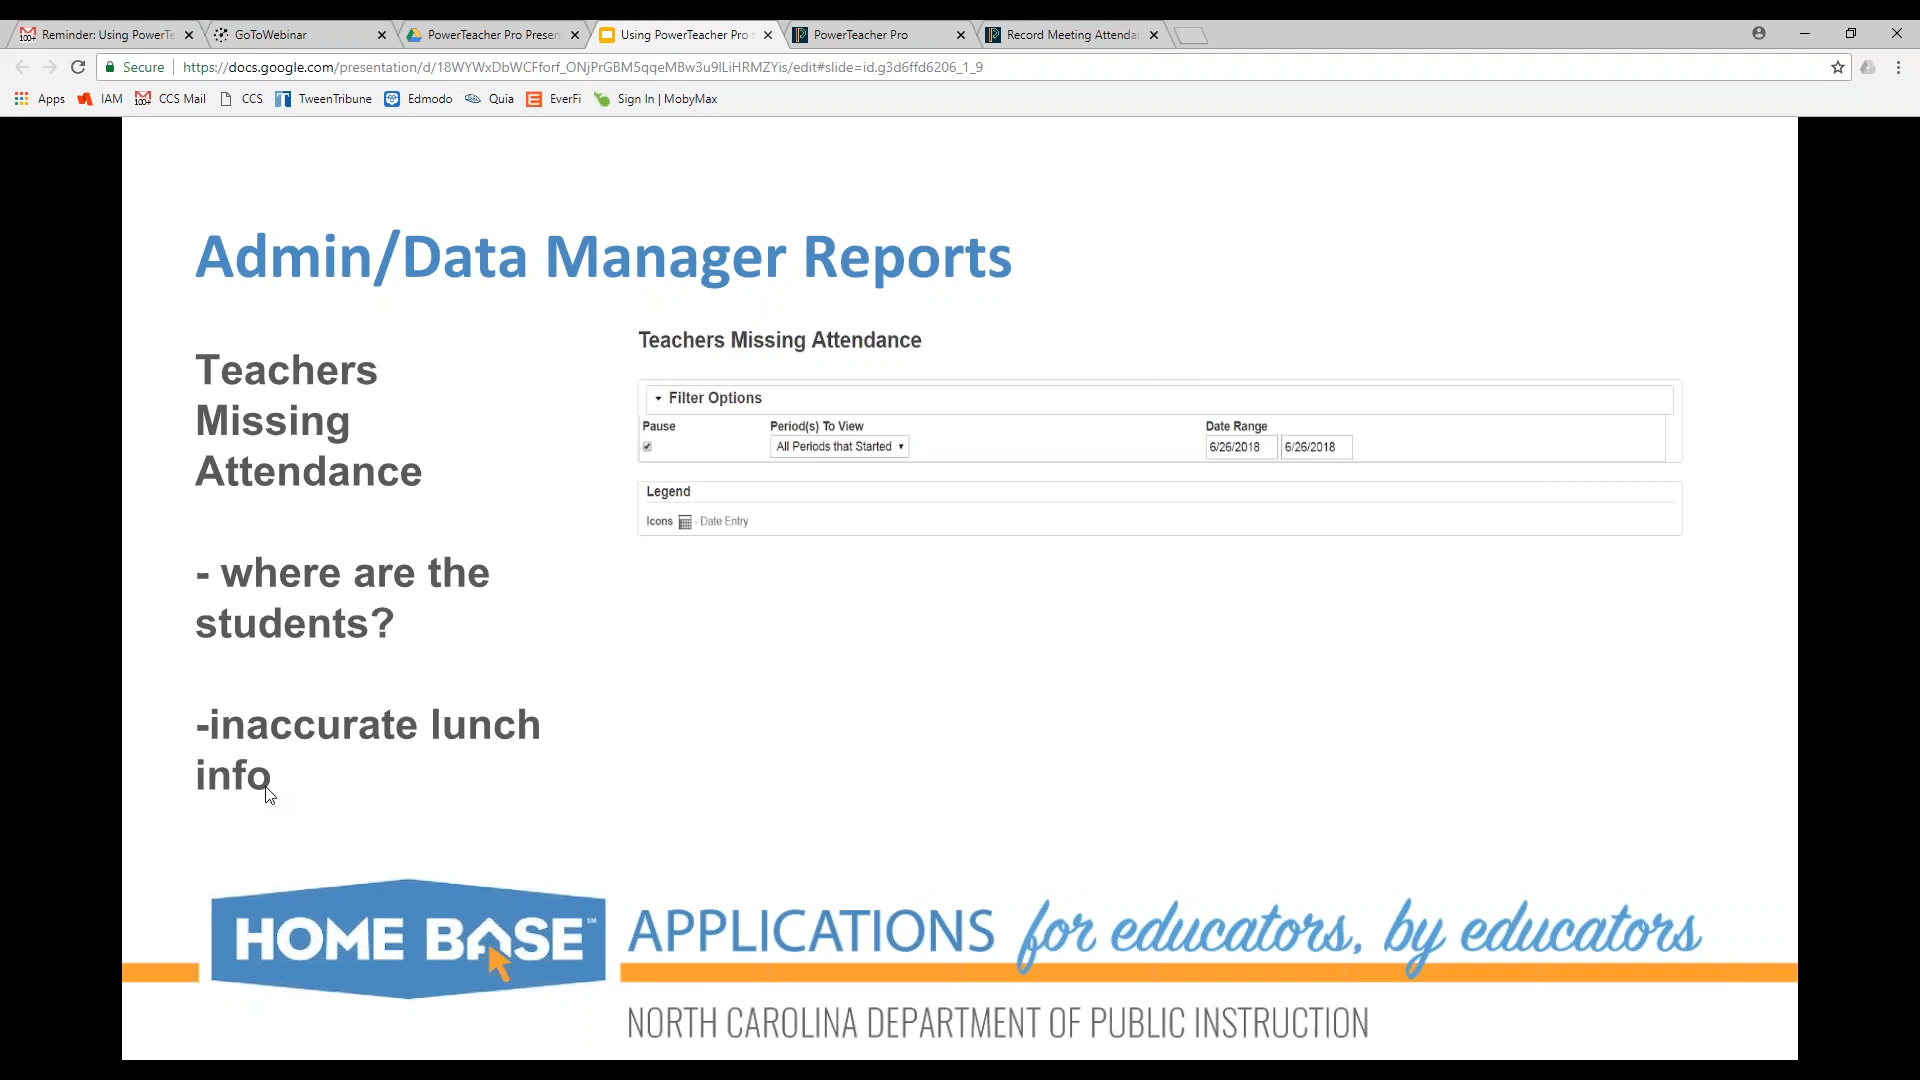 Reminder: Using PowerTe
GoToWebinar
PowerTeacher Pro Presen
Using PowerTeacher Pro t
PowerTeacher Pro
Record Meeting Attenda
Secure
https://docs.google.com/presentation/d/18WYWxDbWCFforf_ONjPrGBM5qqeMBw3u9lLiHRMZYis/edit#slide=id.g3d6ffd6206_1_9
Apps
IAM
CCS Mail
CCS
TweenTribune
Edmodo
Quia
EverFi
Sign In | MobyMax
Admin/Data Manager Reports
Teachers
Missing
Attendance
- where are the
students?
-inaccurate lunch
info
Teachers Missing Attendance
Filter Options
Pause
Period(s) To View
Date Range
All Periods that Started
6/26/2018
6/26/2018
Legend
Icons - Date Entry
HOME BASE℠
APPLICATIONS for educators, by educators
NORTH CAROLINA DEPARTMENT OF PUBLIC INSTRUCTION